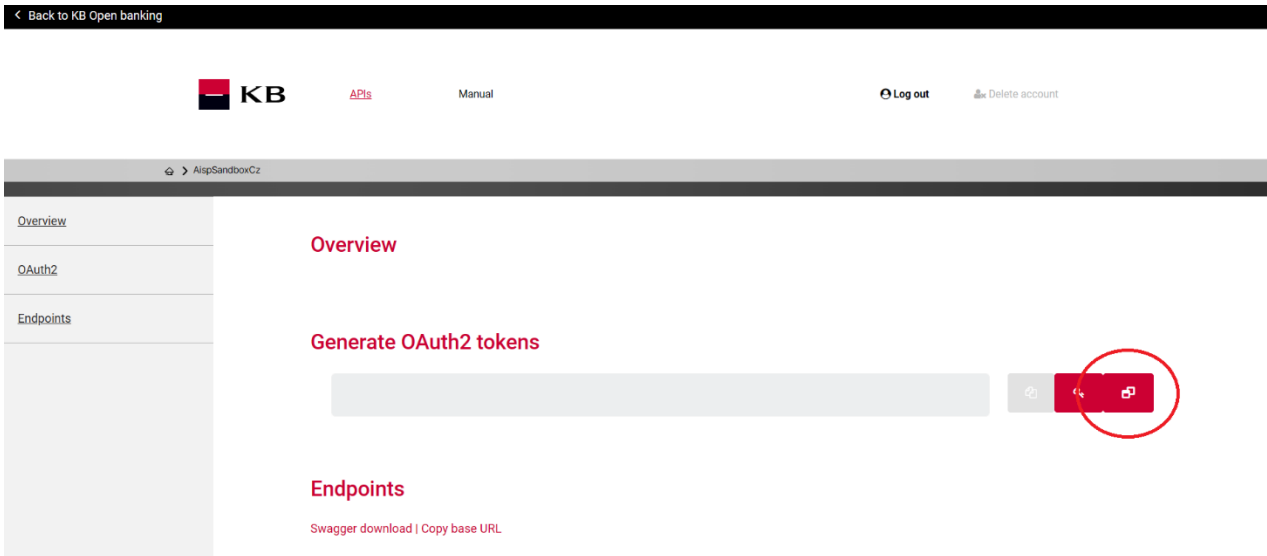 Back to KB Open banking
KB
APIs
Manual
Log out
Delete account
AispSandboxCz
Overview
OAuth2
Endpoints
Overview
Generate OAuth2 tokens
Endpoints
Swagger download | Copy base URL